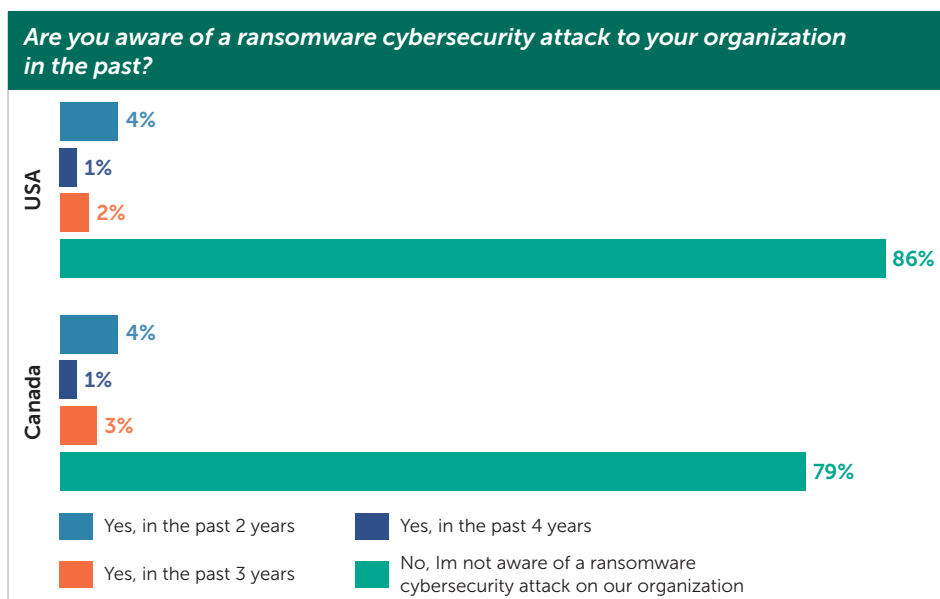 Are you aware of a ransomware cybersecurity attack to your organization
in the past?
USA
4%
1%
2%
86%
Canada
4%
1%
3%
79%
Yes, in the past 2 years
Yes, in the past 4 years
Yes, in the past 3 years
No, Im not aware of a ransomware
cybersecurity attack on our organization